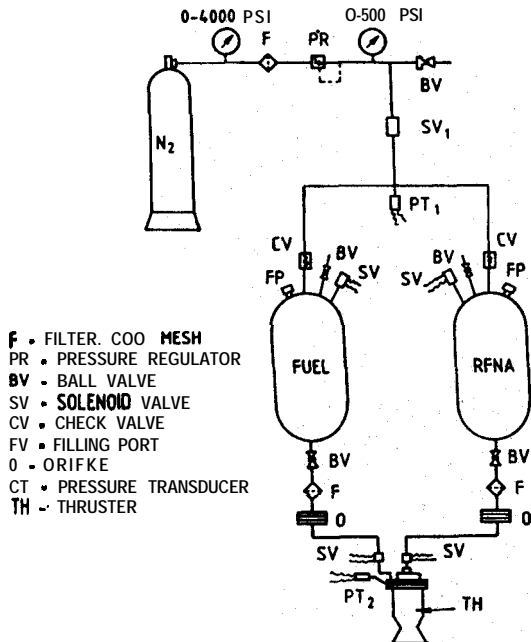 0-4000 PSI
F
PR
0-500 PSI
BV
N2
SV1
PT1
CV
BV
SV
FP
BV
SV
CV
FP
FUEL
RFNA
F • FILTER. COO MESH
PR • PRESSURE REGULATOR
BV - BALL VALVE
SV - SOLENOID VALVE
CV • CHECK VALVE
FV • FILLING PORT
0 - ORIFKE
CT • PRESSURE TRANSDUCER
TH - THRUSTER
BV
F
O
BV
F
O
SV
SV
PT2
TH